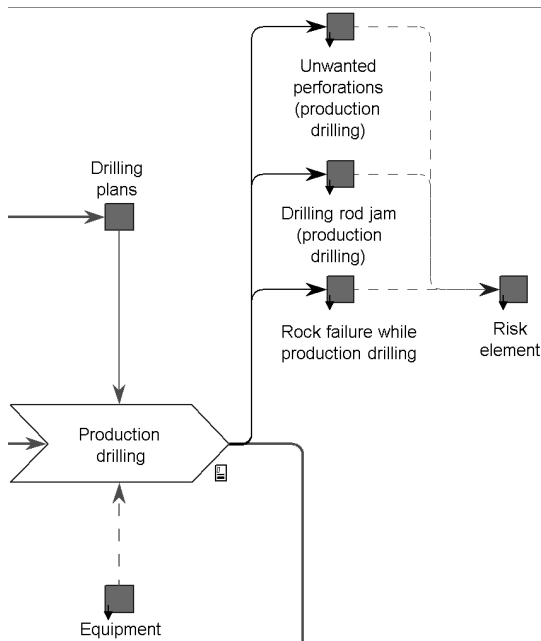 Unwanted
perforations
(production
drilling)
Drilling
plans
Drilling rod jam
(production
drilling)
Rock failure while
production drilling
Risk
element
Production
drilling
Equipment